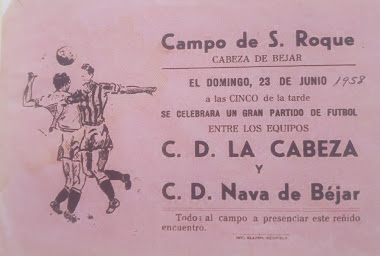 Campo de S. Roque
CABEZA DE BEJAR
EL DOMINGO, 23 DE JUNIO 1958
a las CINCO de la tarde
SE CELEBRARA UN GRAN PARTIDO DE FUTBOL
ENTRE LOS EQUIPOS
C. D. LA CABEZA
Y
C. D. Nava de Béjar
Todos al campo a presenciar este reñido
encuentro.